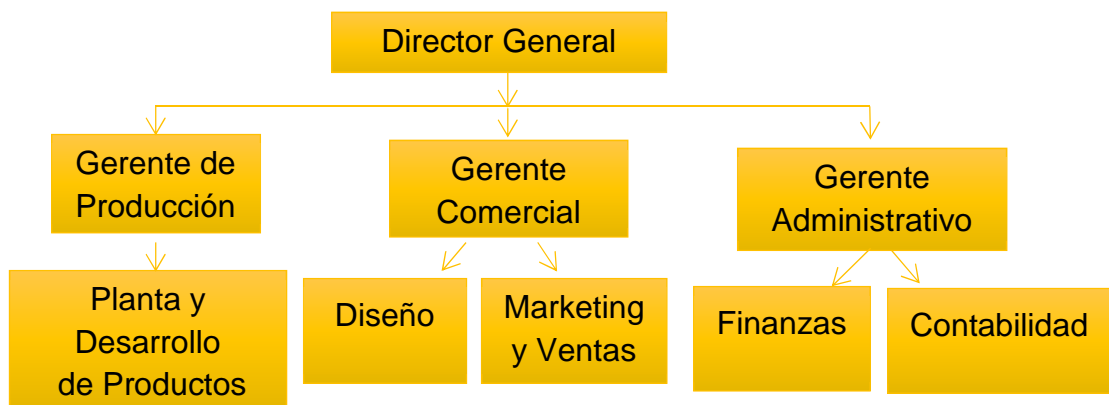 Director General
Gerente de
Producción
Gerente
Comercial
Gerente
Administrativo
Planta y
Desarrollo
de Productos
Diseño
Marketing
y Ventas
Finanzas
Contabilidad